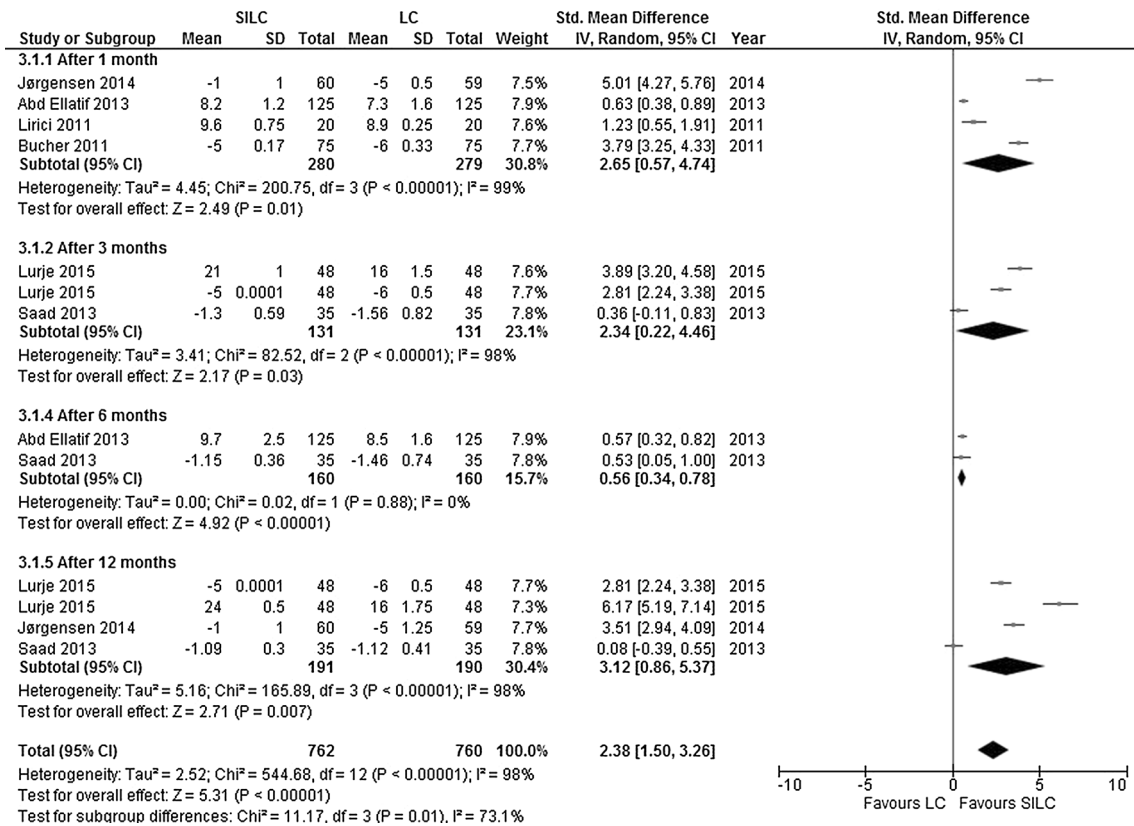 SILC LC Std. Mean Difference Std. Mean Difference
Study or Subgroup Mean SD Total Mean SD Total Weight IV, Random, 95% CI Year IV, Random, 95% CI
3.1.1 After 1 month
Jørgensen 2014 -1 1 60 -5 0.5 59 7.5% 5.01 [4.27, 5.76] 2014
Abd Ellatif 2013 8.2 1.2 125 7.3 1.6 125 7.9% 0.63 [0.38, 0.89] 2013
Lirici 2011 9.6 0.75 20 8.9 0.25 20 7.6% 1.23 [0.55, 1.91] 2011
Bucher 2011 -5 0.17 75 -6 0.33 75 7.7% 3.79 [3.25, 4.33] 2011
Subtotal (95% CI) 280 279 30.8% 2.65 [0.57, 4.74]
Heterogeneity: Tau² = 4.45; Chi² = 200.75, df = 3 (P < 0.00001); I² = 99%
Test for overall effect: Z = 2.49 (P = 0.01)
3.1.2 After 3 months
Lurje 2015 21 1 48 16 1.5 48 7.6% 3.89 [3.20, 4.58] 2015
Lurje 2015 -5 0.0001 48 -6 0.5 48 7.7% 2.81 [2.24, 3.38] 2015
Saad 2013 -1.3 0.59 35 -1.56 0.82 35 7.8% 0.36 [-0.11, 0.83] 2013
Subtotal (95% CI) 131 131 23.1% 2.34 [0.22, 4.46]
Heterogeneity: Tau² = 3.41; Chi² = 82.52, df = 2 (P < 0.00001); I² = 98%
Test for overall effect: Z = 2.17 (P = 0.03)
3.1.4 After 6 months
Abd Ellatif 2013 9.7 2.5 125 8.5 1.6 125 7.9% 0.57 [0.32, 0.82] 2013
Saad 2013 -1.15 0.36 35 -1.46 0.74 35 7.8% 0.53 [0.05, 1.00] 2013
Subtotal (95% CI) 160 160 15.7% 0.56 [0.34, 0.78]
Heterogeneity: Tau² = 0.00; Chi² = 0.02, df = 1 (P = 0.88); I² = 0%
Test for overall effect: Z = 4.92 (P < 0.00001)
3.1.5 After 12 months
Lurje 2015 -5 0.0001 48 -6 0.5 48 7.7% 2.81 [2.24, 3.38] 2015
Lurje 2015 24 0.5 48 16 1.75 48 7.3% 6.17 [5.19, 7.14] 2015
Jørgensen 2014 -1 1 60 -5 1.25 59 7.7% 3.51 [2.94, 4.09] 2014
Saad 2013 -1.09 0.3 35 -1.12 0.41 35 7.8% 0.08 [-0.39, 0.55] 2013
Subtotal (95% CI) 191 190 30.4% 3.12 [0.86, 5.37]
Heterogeneity: Tau² = 5.16; Chi² = 165.89, df = 3 (P < 0.00001); I² = 98%
Test for overall effect: Z = 2.71 (P = 0.007)
Total (95% CI) 762 760 100.0% 2.38 [1.50, 3.26]
Heterogeneity: Tau² = 2.52; Chi² = 544.68, df = 12 (P < 0.00001); I² = 98%
Test for overall effect: Z = 5.31 (P < 0.00001)
Test for subgroup differences: Chi² = 11.17, df = 3 (P = 0.01), I² = 73.1%
-10 -5 0 5 10
Favours LC Favours SILC